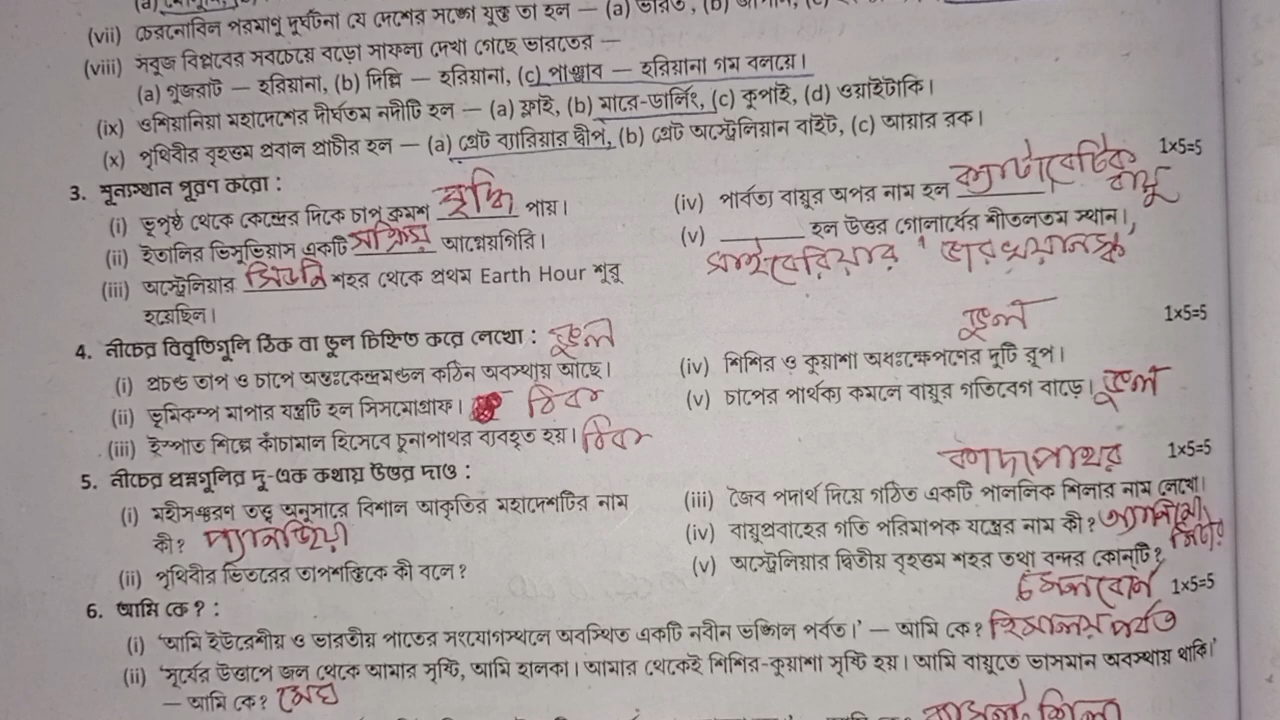 (vii) চেরনোবিল পরমাণু দুর্ঘটনা যে দেশের সঙ্গে যুক্ত তা হল — (a) ভারত, (b)
(viii) সবুজ বিপ্লবের সবচেয়ে বড়ো সাফল্য দেখা গেছে ভারতের —
(a) গুজরাট — হরিয়ানা, (b) দিল্লি — হরিয়ানা, (c) পাঞ্জাব — হরিয়ানা গম বলয়ে।
(ix) ওশিয়ানিয়া মহাদেশের দীর্ঘতম নদীটি হল — (a) ফ্লাই, (b) মারে-ডার্লিং, (c) কুপাই, (d) ওয়াইটাকি।
(x) পৃথিবীর বৃহত্তম প্রবাল প্রাচীর হল — (a) গ্রেট ব্যারিয়ার দ্বীপ, (b) গ্রেট অস্ট্রেলিয়ান বাইট, (c) আয়ার রক।
3. শূন্যস্থান পূরণ করো : 1×5=5
(i) ভূপৃষ্ঠ থেকে কেন্দ্রের দিকে চাপ ক্রমশ বৃদ্ধি পায়।
(ii) ইতালির ভিসুভিয়াস একটি সক্রিয় আগ্নেয়গিরি।
(iii) অস্ট্রেলিয়ার সিডনি শহর থেকে প্রথম Earth Hour শুরু
হয়েছিল।
(iv) পার্বত্য বায়ুর অপর নাম হল ক্যাটাবেটিক
বায়ু
(v) ________ হল উত্তর গোলার্ধের শীতলতম স্থান।
সাইবেরিয়ার ভেরখয়ানস্ক
4. নীচের বিবৃতিগুলি ঠিক বা ভুল চিহ্নিত করে লেখো : 1×5=5
(i) প্রচণ্ড তাপ ও চাপে অন্তঃকেন্দ্রমণ্ডল কঠিন অবস্থায় আছে। ভুল
(ii) ভূমিকম্প মাপার যন্ত্রটি হল সিসমোগ্রাফ। ঠিক
(iii) ইস্পাত শিল্পে কাঁচামাল হিসেবে চুনাপাথর ব্যবহৃত হয়। ঠিক
(iv) শিশির ও কুয়াশা অধঃক্ষেপণের দুটি রূপ। ভুল
(v) চাপের পার্থক্য কমলে বায়ুর গতিবেগ বাড়ে। ভুল
5. নীচের প্রশ্নগুলির দু-এক কথায় উত্তর দাও : 1×5=5
(i) মহীসঞ্চরণ তত্ত্ব অনুসারে বিশাল আকৃতির মহাদেশটির নাম
কী? প্যানজিয়া
(ii) পৃথিবীর ভিতরের তাপশক্তিকে কী বলে?
(iii) জৈব পদার্থ দিয়ে গঠিত একটি পাললিক শিলার নাম লেখো। কাদাপাথর
(iv) বায়ুপ্রবাহের গতি পরিমাপক যন্ত্রের নাম কী? অ্যানিমো
মিটার
(v) অস্ট্রেলিয়ার দ্বিতীয় বৃহত্তম শহর তথা বন্দর কোনটি?
মেলবোর্ন
6. আমি কে? : 1×5=5
(i) 'আমি ইউরেশীয় ও ভারতীয় পাতের সংযোগস্থলে অবস্থিত একটি নবীন ভঙ্গিল পর্বত।' — আমি কে? হিমালয় পর্বত
(ii) 'সূর্যের উত্তাপে জল থেকে আমার সৃষ্টি, আমি হালকা। আমার থেকেই শিশির-কুয়াশা সৃষ্টি হয়। আমি বায়ুতে ভাসমান অবস্থায় থাকি।'
— আমি কে? মেঘ